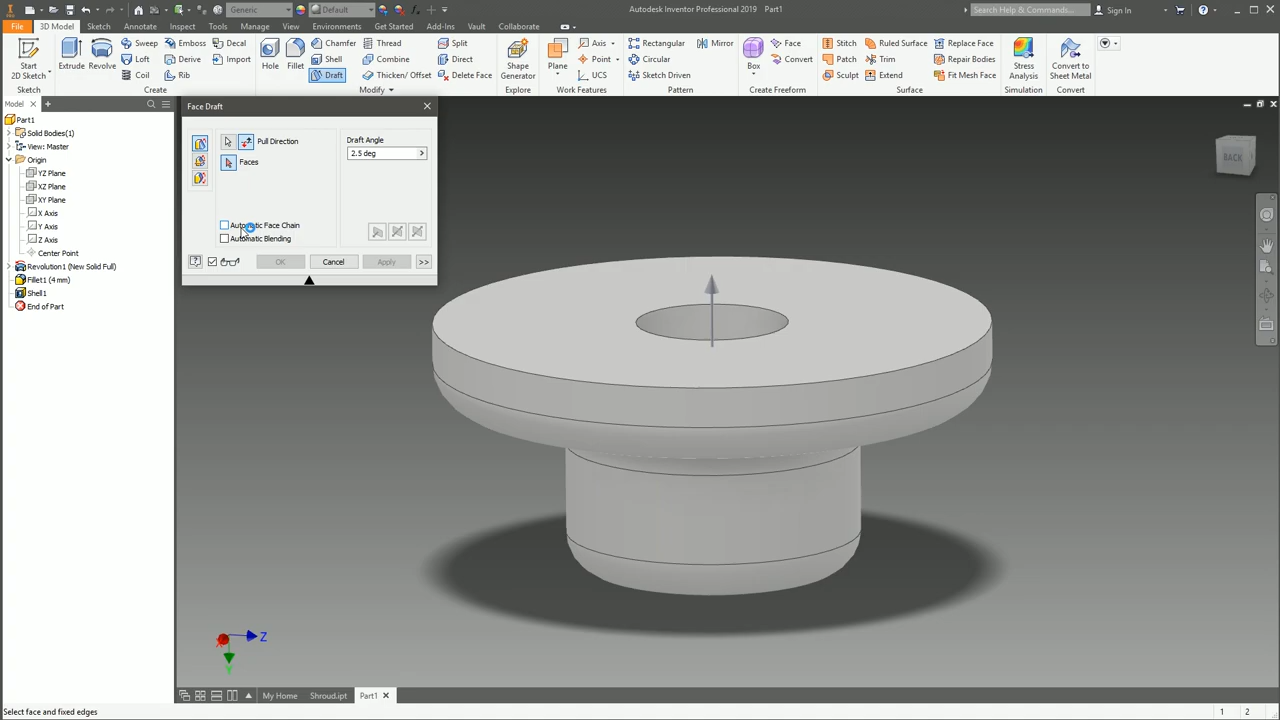 Generic
Default
Autodesk Inventor Professional 2019 Part1
Search Help & Commands...
Sign In
File 3D Model Sketch Annotate Inspect Tools Manage View Environments Get Started Add-Ins Vault Collaborate
Start
2D Sketch
Extrude
Revolve
Sweep
Loft
Coil
Emboss
Derive
Rib
Decal
Import
Hole
Fillet
Chamfer
Shell
Draft
Thread
Combine
Thicken/ Offset
Split
Direct
Delete Face
Shape
Generator
Plane
Axis
Point
UCS
Rectangular
Circular
Sketch Driven
Mirror
Box
Face
Convert
Stitch
Patch
Sculpt
Ruled Surface
Trim
Extend
Replace Face
Repair Bodies
Fit Mesh Face
Stress
Analysis
Convert to
Sheet Metal
Create
Modify
Explore
Work Features
Pattern
Create Freeform
Surface
Simulation
Convert
Model
Part1
Solid Bodies(1)
View: Master
Origin
YZ Plane
XZ Plane
XY Plane
X Axis
Y Axis
Z Axis
Center Point
Revolution1 (New Solid Full)
Fillet1 (4 mm)
Shell1
End of Part
Face Draft
Pull Direction
Faces
Draft Angle
2.5 deg
Automatic Face Chain
Automatic Blending
OK
Cancel
Apply
>>
BACK
Z
My Home
Shroud.ipt
Part1
Select face and fixed edges
1 2